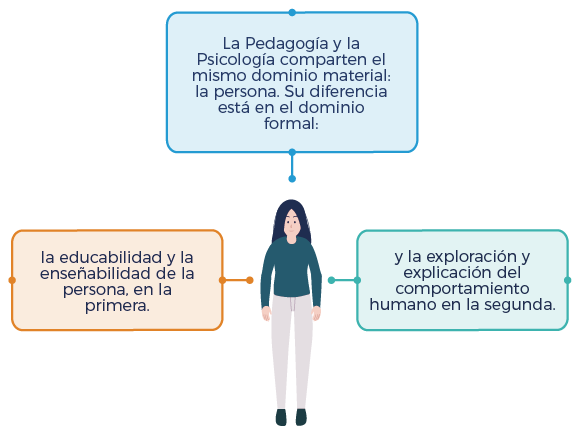 La Pedagogía y la
Psicología comparten el
mismo dominio material:
la persona. Su diferencia
está en el dominio
formal:
la educabilidad y la
enseñabilidad de la
persona, en la
primera.
y la exploración y
explicación del
comportamiento
humano en la segunda.